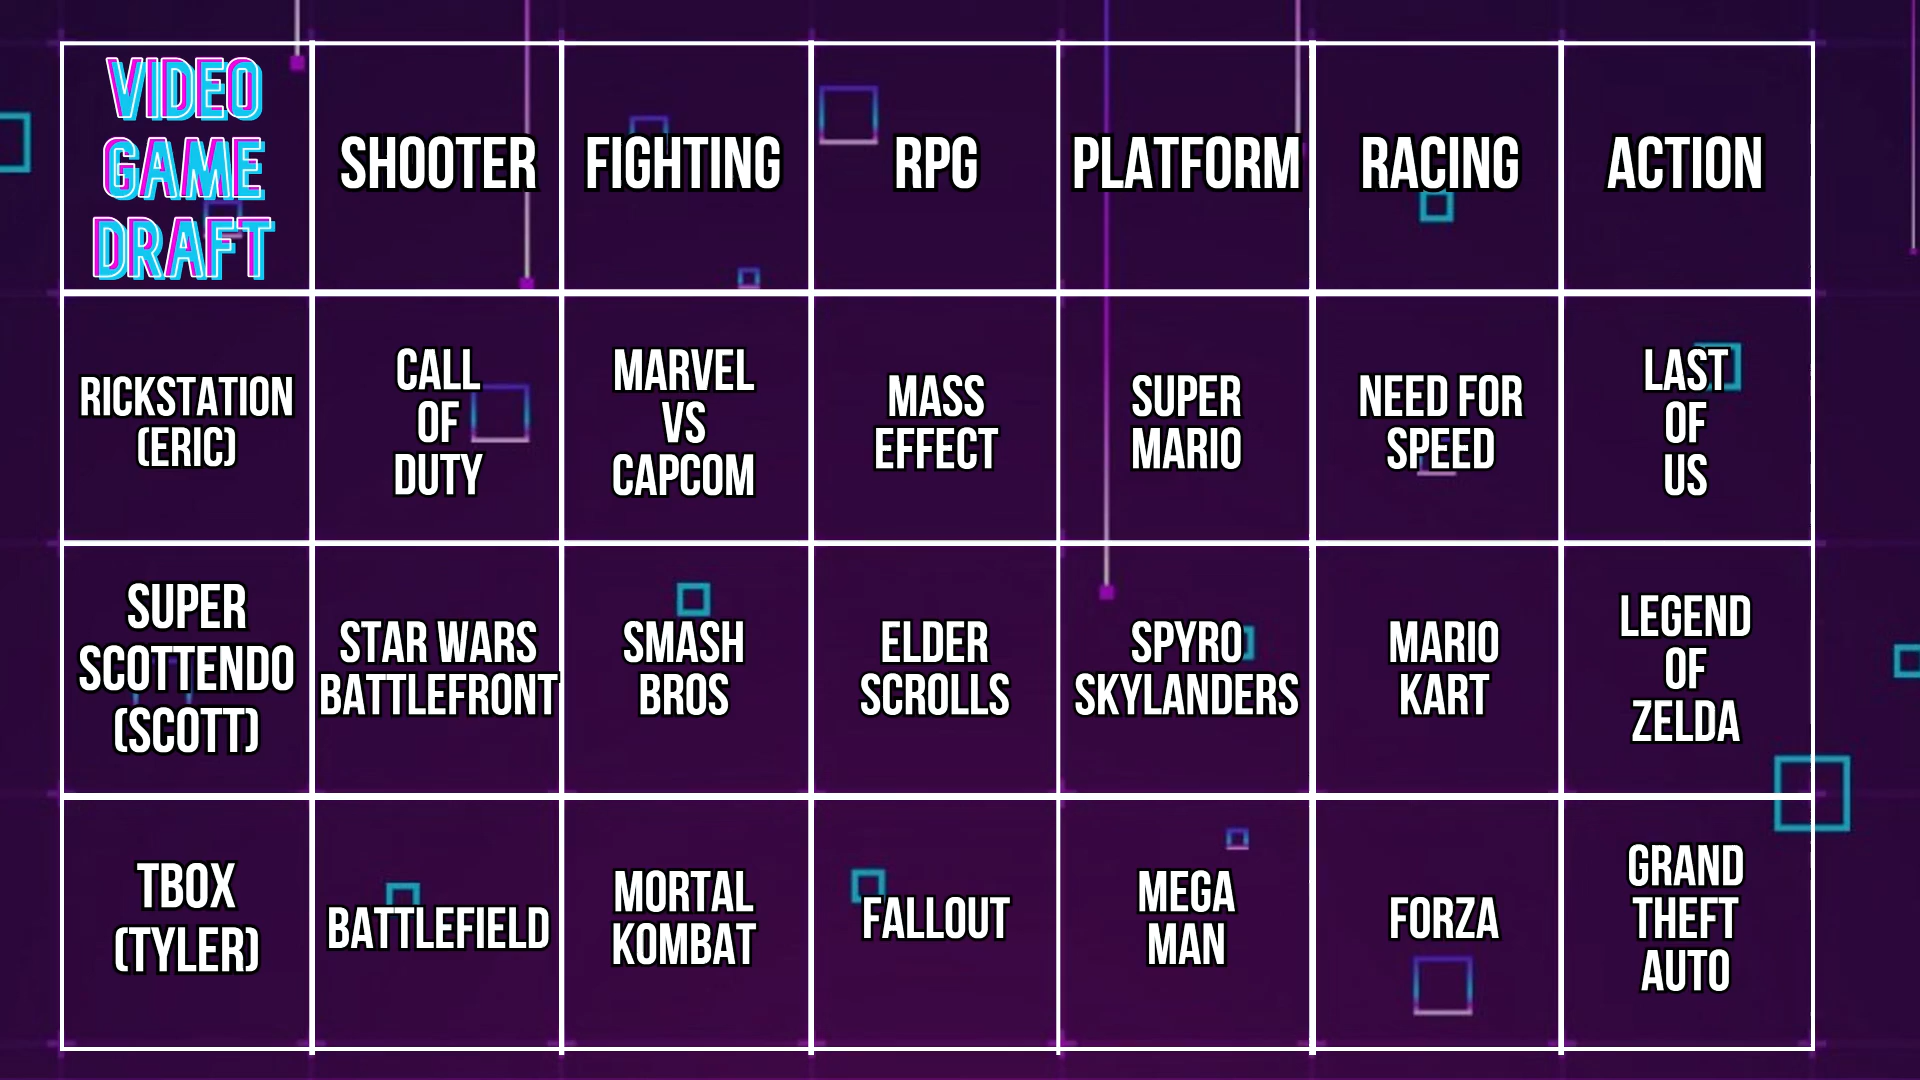 VIDEO
GAME
DRAFT
SHOOTER
FIGHTING
RPG
PLATFORM
RACING
ACTION
RICKSTATION
(ERIC)
CALL
OF
DUTY
MARVEL
VS
CAPCOM
MASS
EFFECT
SUPER
MARIO
NEED FOR
SPEED
LAST
OF
US
SUPER
SCOTTENDO
(SCOTT)
STAR WARS
BATTLEFRONT
SMASH
BROS
ELDER
SCROLLS
SPYRO
SKYLANDERS
MARIO
KART
LEGEND
OF
ZELDA
TBOX
(TYLER)
BATTLEFIELD
MORTAL
KOMBAT
FALLOUT
MEGA
MAN
FORZA
GRAND
THEFT
AUTO